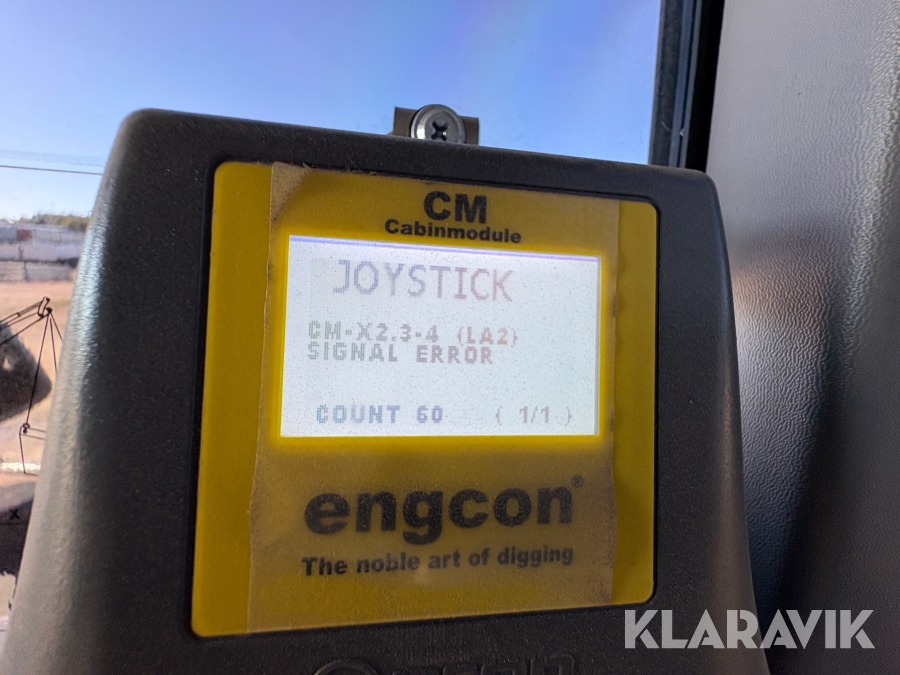 CM
Cabinmodule
JOYSTICK
CM-X2.3-4 (LA2)
SIGNAL ERROR
COUNT 60 ( 1/1 )
engcon®
The noble art of digging
KLARAVIK